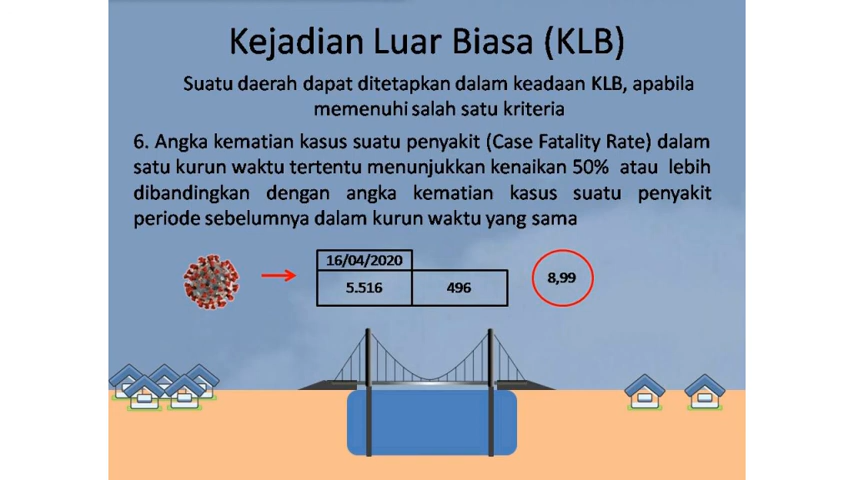 Kejadian Luar Biasa (KLB)
Suatu daerah dapat ditetapkan dalam keadaan KLB, apabila
memenuhi salah satu kriteria
6. Angka kematian kasus suatu penyakit (Case Fatality Rate) dalam
satu kurun waktu tertentu menunjukkan kenaikan 50% atau lebih
dibandingkan dengan angka kematian kasus suatu penyakit
periode sebelumnya dalam kurun waktu yang sama
16/04/2020
5.516 496 8,99